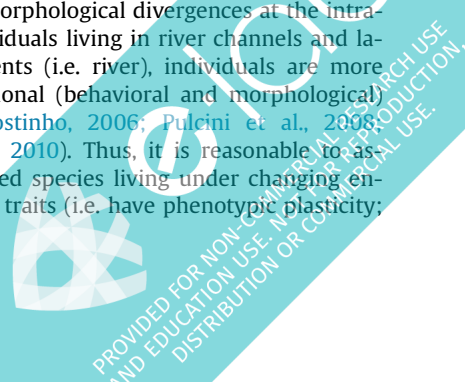 orphological divergences at the intra-
iduals living in river channels and la-
ents (i.e. river), individuals are more
ional (behavioral and morphological)
ostinho, 2006; Pulcini et al., 2008;
2010). Thus, it is reasonable to as-
ed species living under changing en-
traits (i.e. have phenotypic plasticity;
PROVIDED FOR NON-COMMERCIAL RESEARCH USE
AND EDUCATION USE. NOT FOR REPRODUCTION,
DISTRIBUTION OR COMMERCIAL USE.